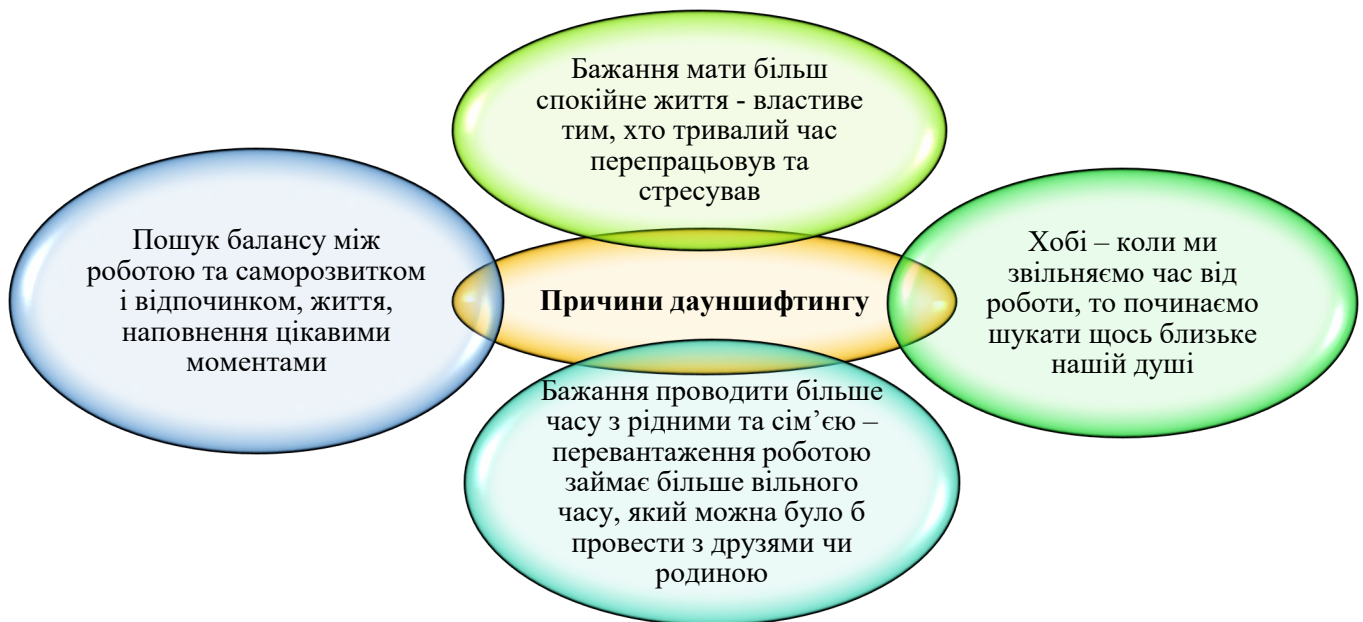 Бажання мати більш
спокійне життя - властиве
тим, хто тривалий час
перепрацьовув та
стресував
Пошук балансу між
роботою та саморозвитком
і відпочинком, життя,
наповнення цікавими
моментами
Причини дауншифтингу
Хобі – коли ми
звільняємо час від
роботи, то починаємо
шукати щось близьке
нашій душі
Бажання проводити більше
часу з рідними та сім’єю –
перевантаження роботою
займає більше вільного
часу, який можна було б
провести з друзями чи
родиною